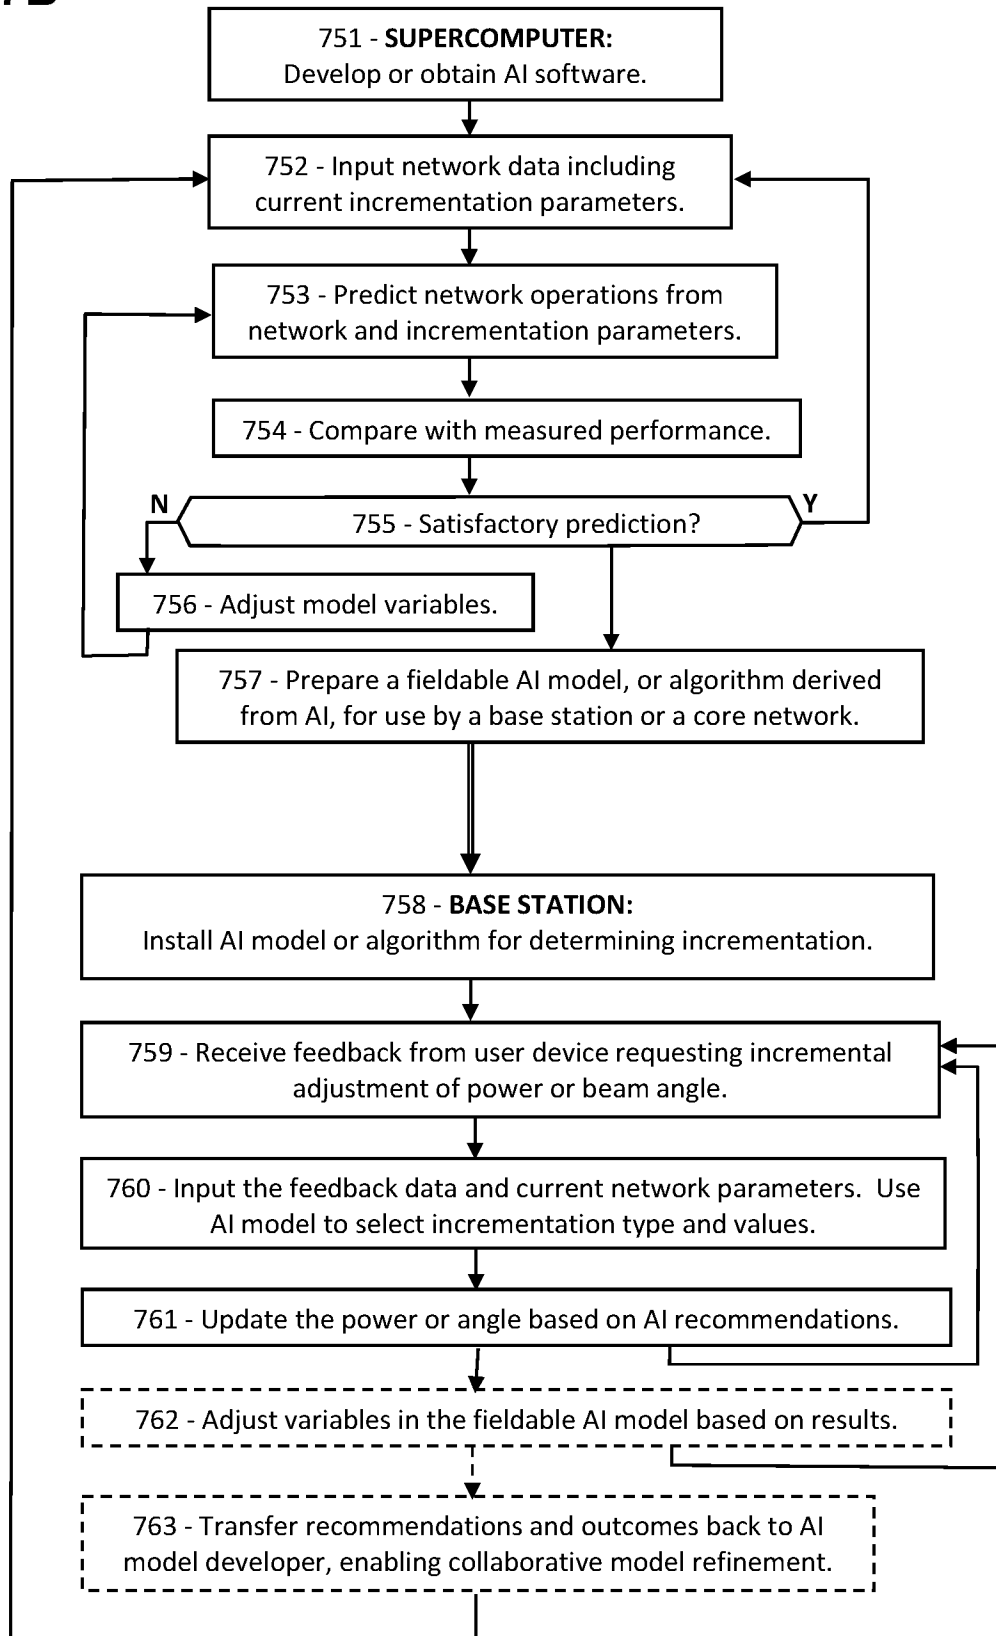 751 - SUPERCOMPUTER:
Develop or obtain AI software.
752 - Input network data including
current incrementation parameters.
753 - Predict network operations from
network and incrementation parameters.
754 - Compare with measured performance.
N
Y
755 - Satisfactory prediction?
756 - Adjust model variables.
757 - Prepare a fieldable AI model, or algorithm derived
from AI, for use by a base station or a core network.
758 - BASE STATION:
Install AI model or algorithm for determining incrementation.
759 - Receive feedback from user device requesting incremental
adjustment of power or beam angle.
760 - Input the feedback data and current network parameters.  Use
AI model to select incrementation type and values.
761 - Update the power or angle based on AI recommendations.
762 - Adjust variables in the fieldable AI model based on results.
763 - Transfer recommendations and outcomes back to AI
model developer, enabling collaborative model refinement.